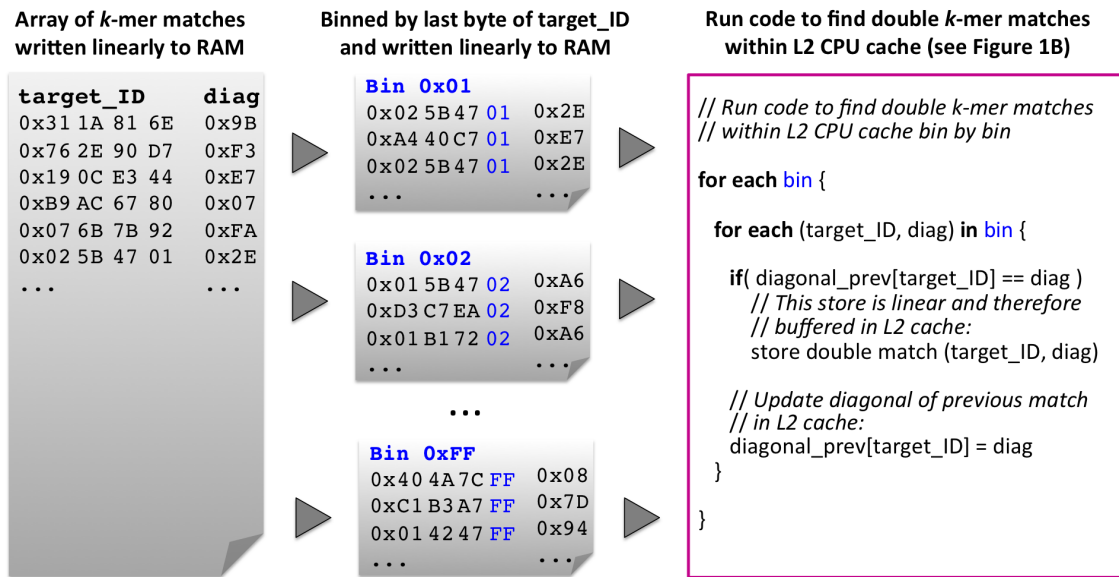 Array of k-mer matches
written linearly to RAM
target_ID diag
0x31 1A 81 6E 0x9B
0x76 2E 90 D7 0xF3
0x19 0C E3 44 0xE7
0xB9 AC 67 80 0x07
0x07 6B 7B 92 0xFA
0x02 5B 47 01 0x2E
... ...
Binned by last byte of target_ID
and written linearly to RAM
Bin 0x01
0x02 5B 47 01 0x2E
0xA4 40 C7 01 0xE7
0x02 5B 47 01 0x2E
... ...
Bin 0x02
0x01 5B 47 02 0xA6
0xD3 C7 EA 02 0xF8
0x01 B1 72 02 0xA6
... ...
...
Bin 0xFF
0x40 4A 7C FF 0x08
0xC1 B3 A7 FF 0x7D
0x01 42 47 FF 0x94
... ...
Run code to find double k-mer matches
within L2 CPU cache (see Figure 1B)
// Run code to find double k-mer matches
// within L2 CPU cache bin by bin
for each bin {
for each (target_ID, diag) in bin {
if( diagonal_prev[target_ID] == diag )
// This store is linear and therefore
// buffered in L2 cache:
store double match (target_ID, diag)
// Update diagonal of previous match
// in L2 cache:
diagonal_prev[target_ID] = diag
}
}